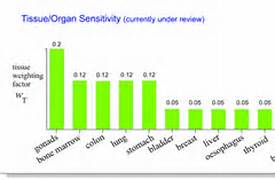 Tissue/Organ Sensitivity (currently under review)
0.2
0.12 0.12 0.12 0.12
0.05 0.05 0.05 0.05 0.05
tissue
weighting
factor
wT
gonads
bone marrow
colon
lung
stomach
bladder
breast
liver
oesophagus
thyroid